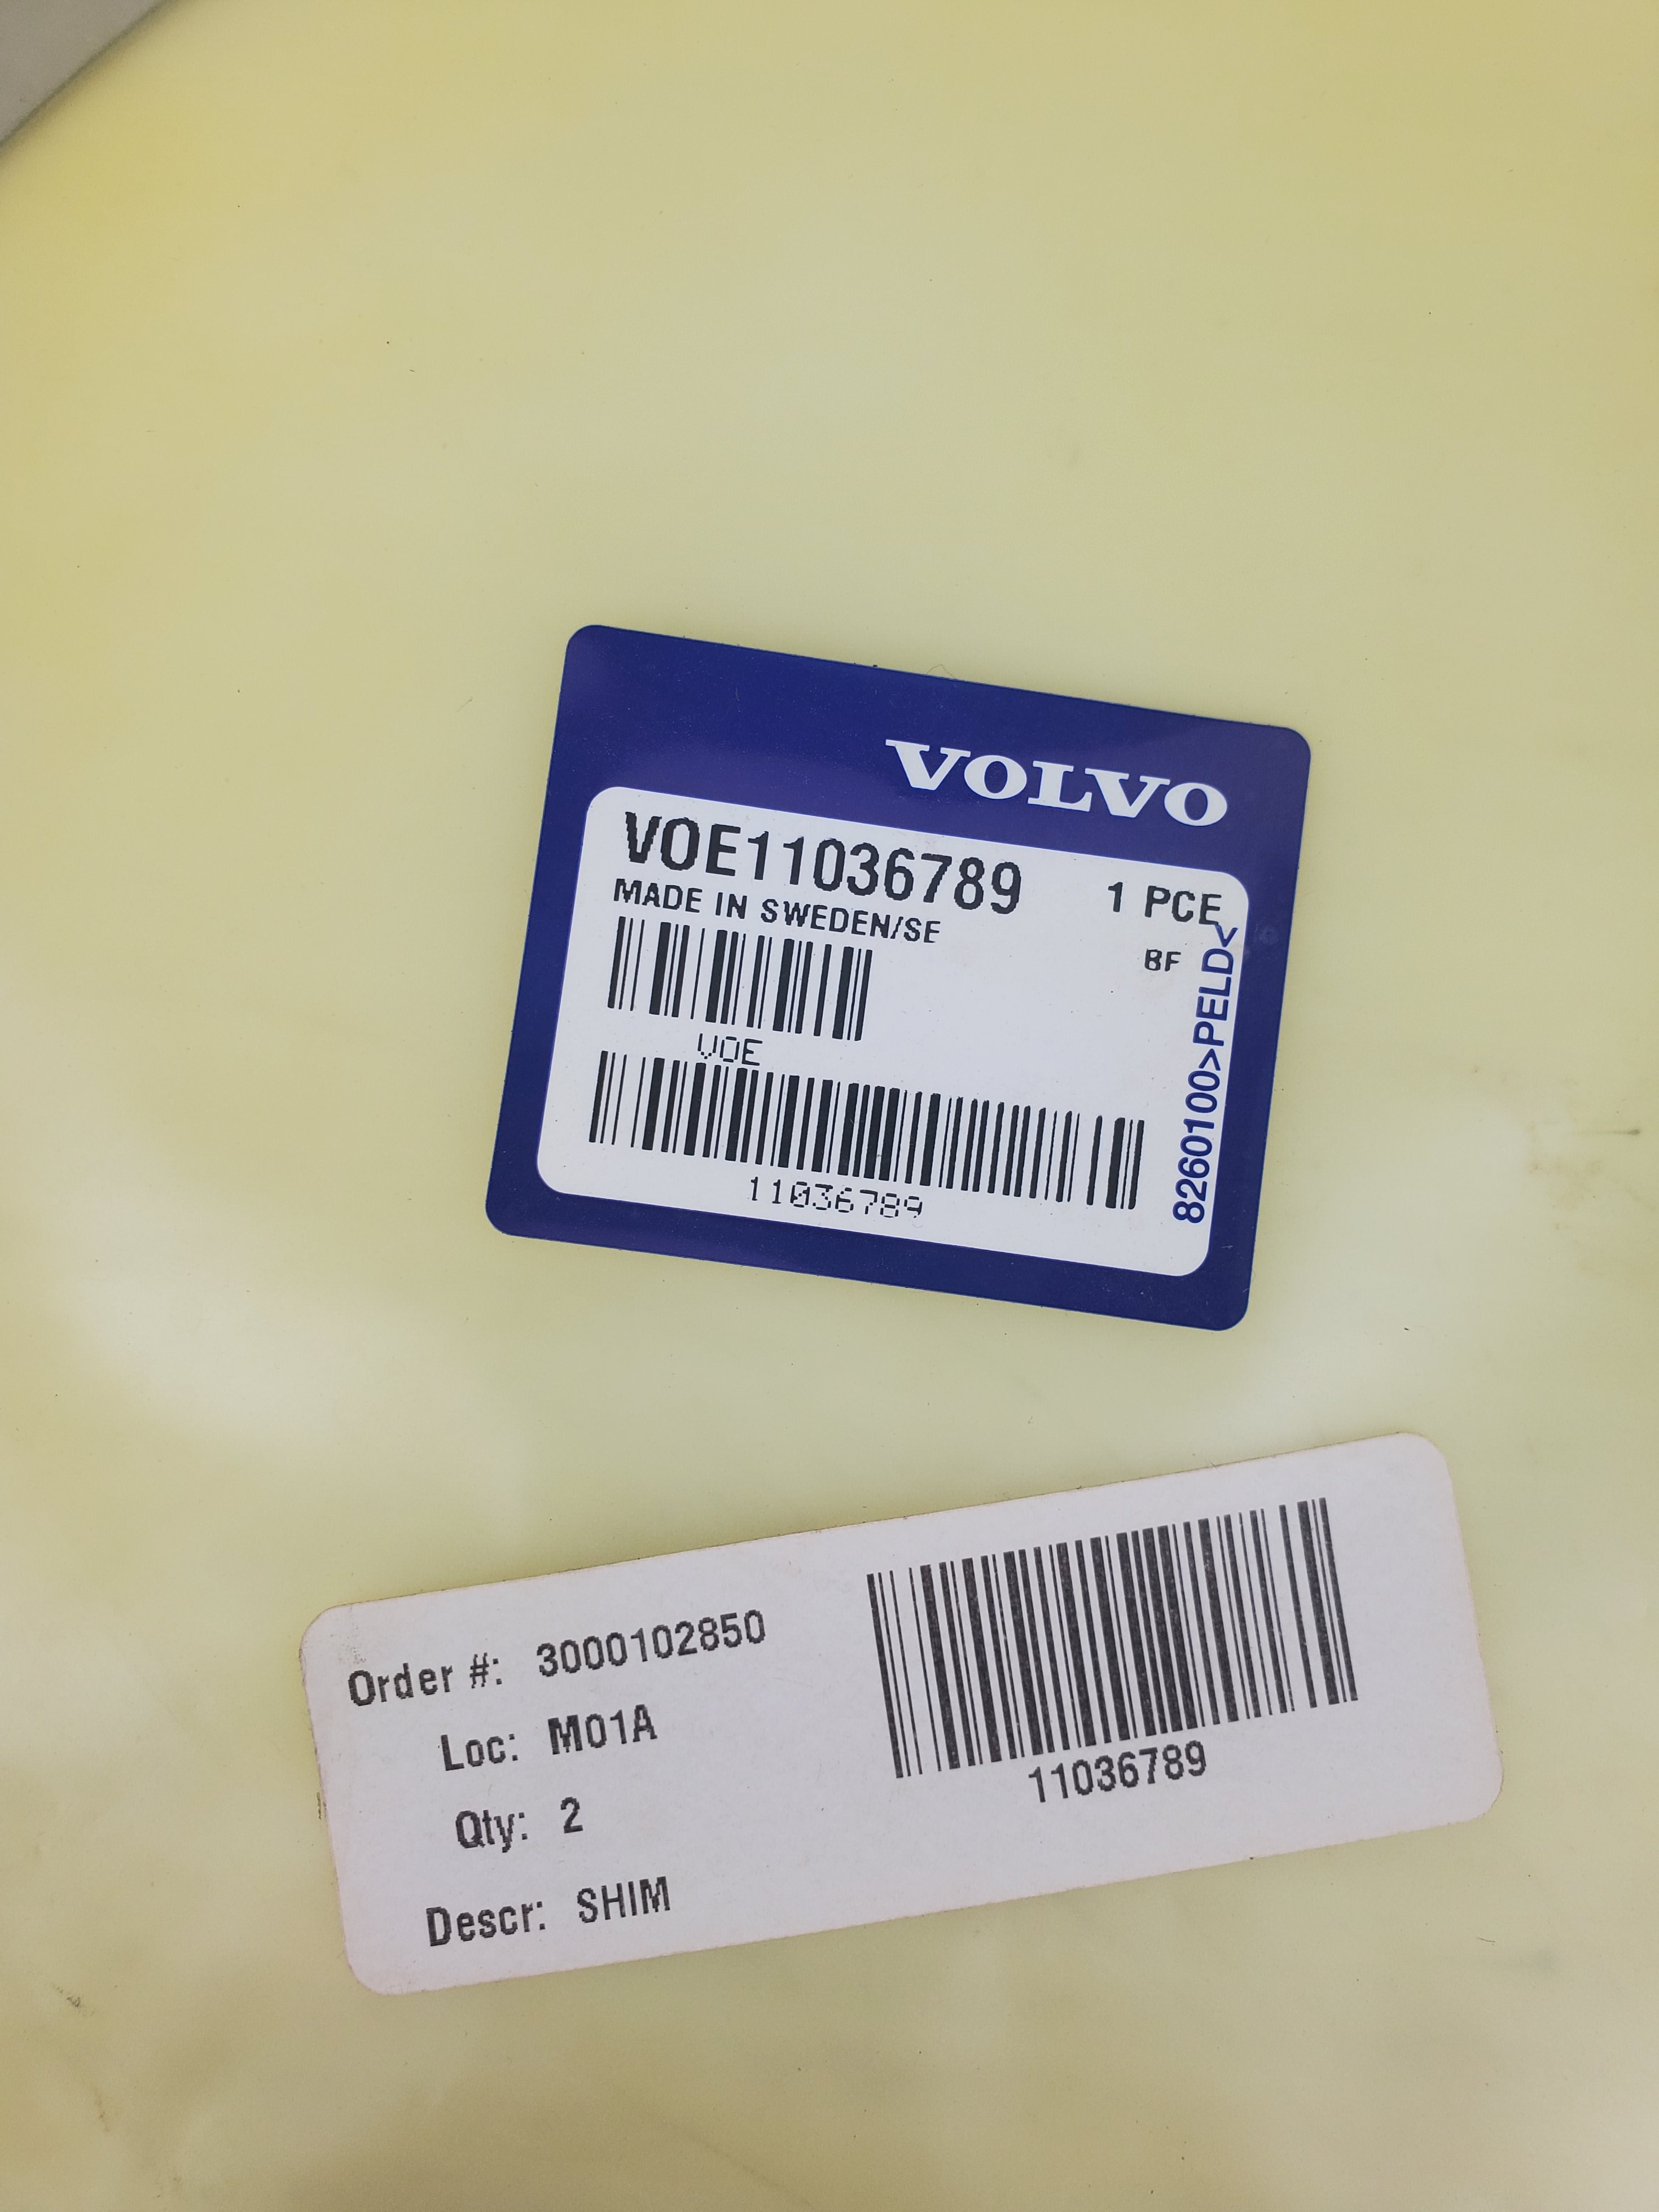 VOLVO
VOE11036789 1 PCE
MADE IN SWEDEN/SE
BF
VOE
11036789
8260100>PELD<
Order #: 3000102850
Loc: M01A
Qty: 2
Descr: SHIM
11036789